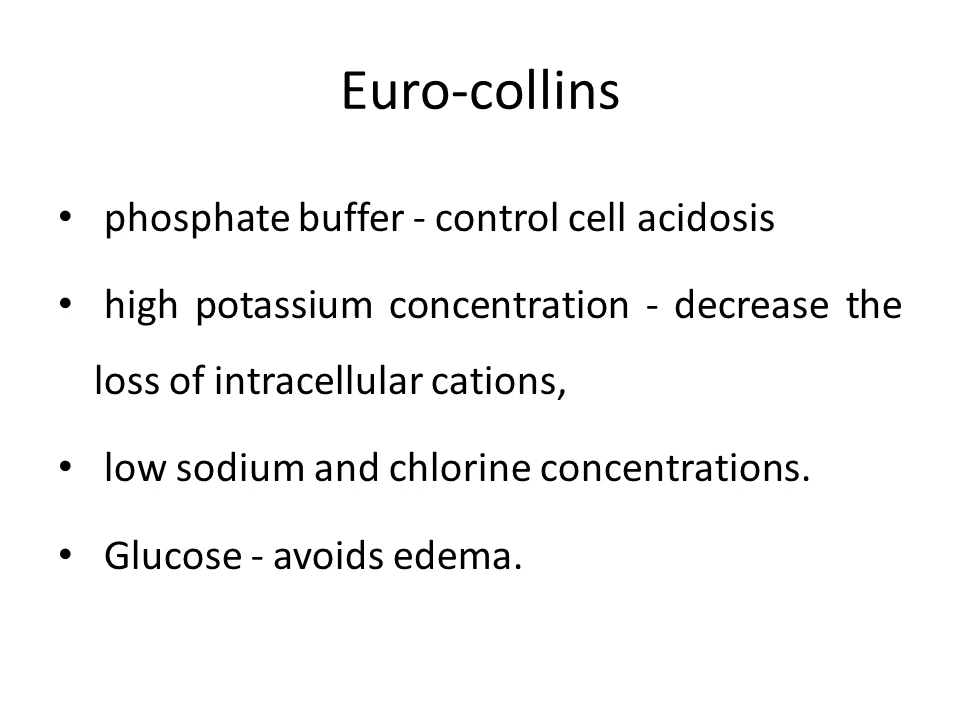 Euro-collins
• phosphate buffer - control cell acidosis
• high potassium concentration - decrease the
loss of intracellular cations,
• low sodium and chlorine concentrations.
• Glucose - avoids edema.